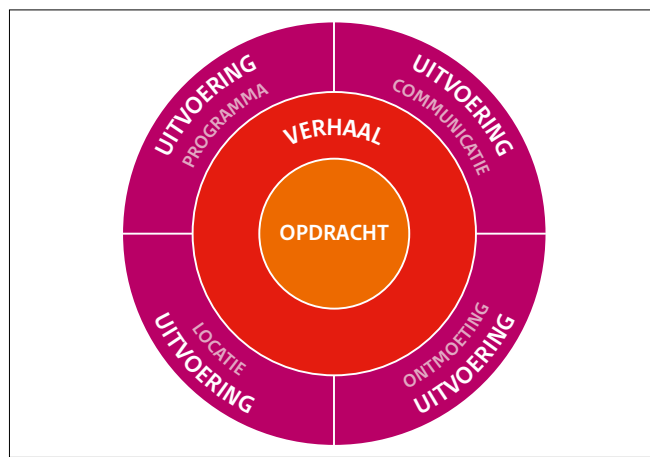 UITVOERING
PROGRAMMA
UITVOERING
COMMUNICATIE
VERHAAL
OPDRACHT
LOCATIE
UITVOERING
ONTMOETING
UITVOERING